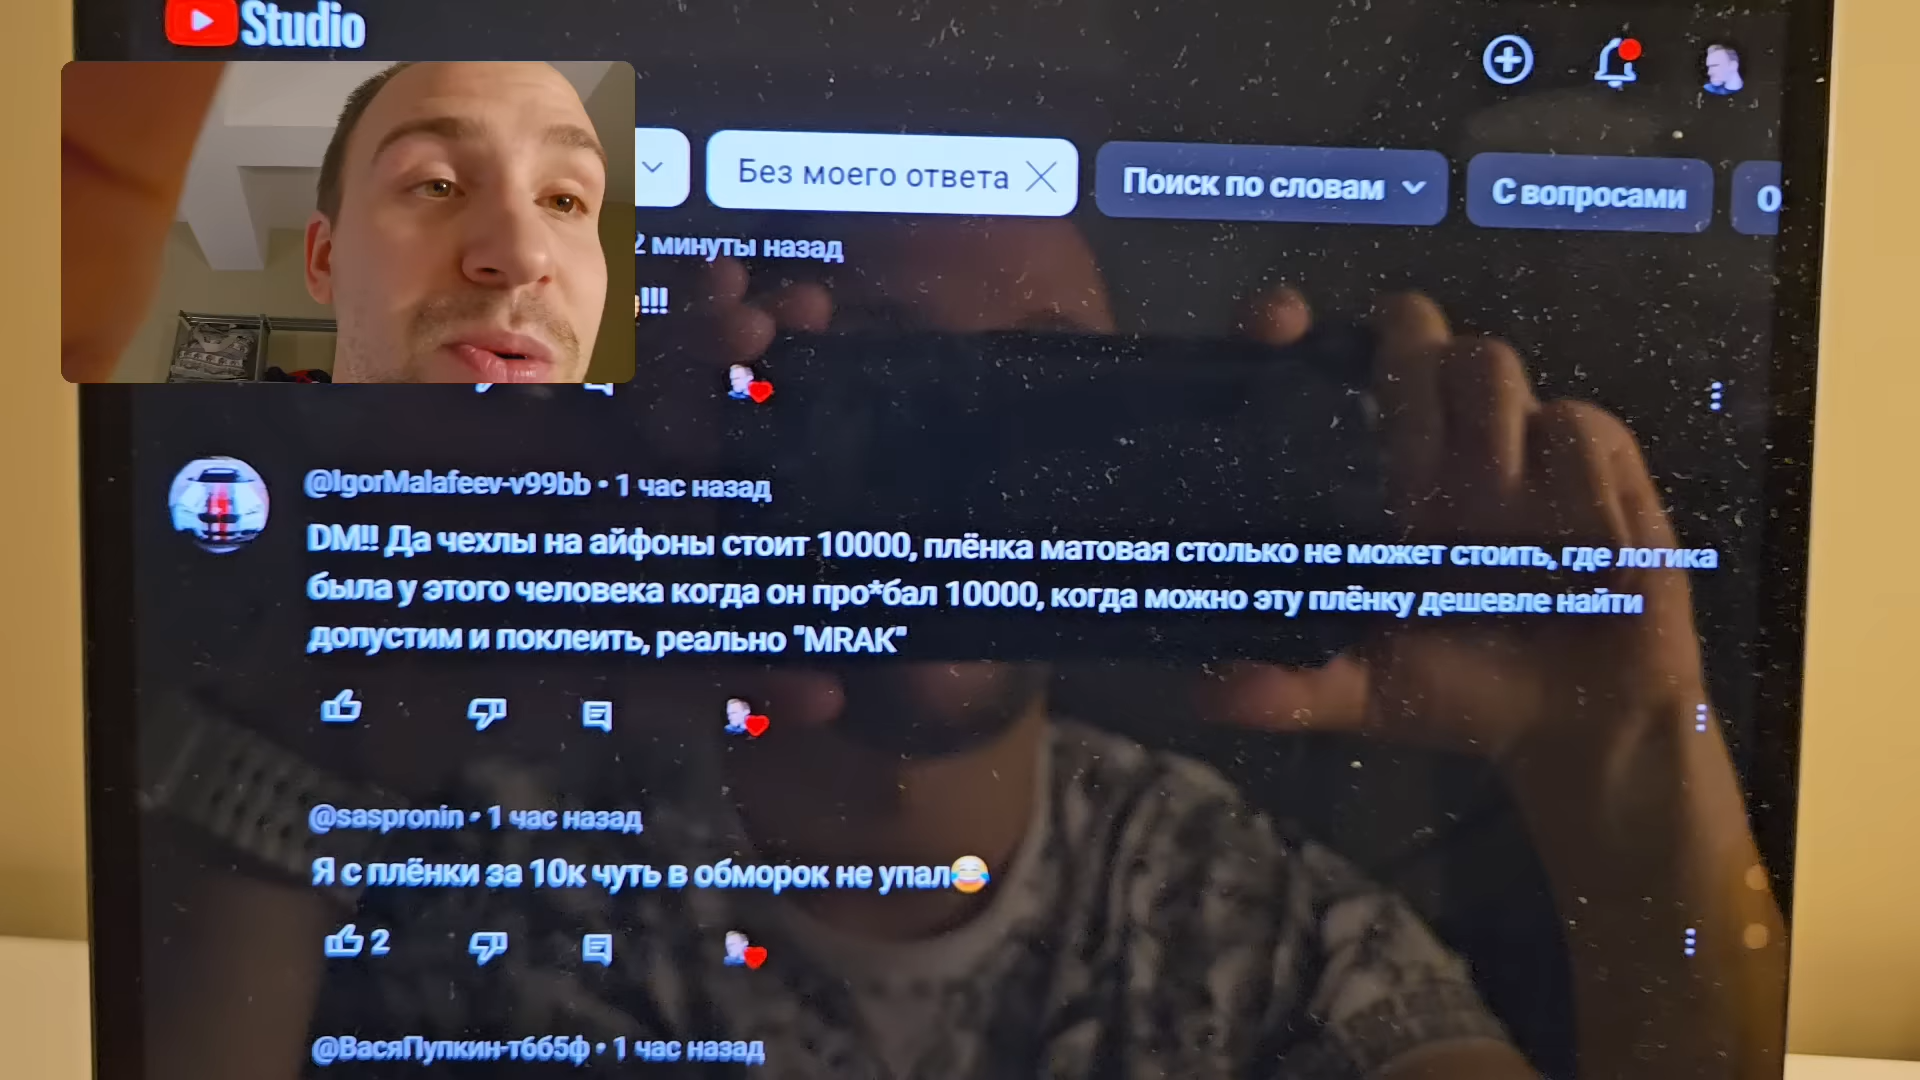 Studio
Без моего ответа
Поиск по словам
С вопросами
2 минуты назад
!!!
@IgorMalafeev-v99bb • 1 час назад
DM!! Да чехлы на айфоны стоит 10000, плёнка матовая столько не может стоить, где логика
была у этого человека когда он про*бал 10000, когда можно эту плёнку дешевле найти
допустим и поклеить, реально "MRAK"
@saspronin • 1 час назад
Я с плёнки за 10к чуть в обморок не упал😂
2
@ВасяПупкин-т6б5ф • 1 час назад